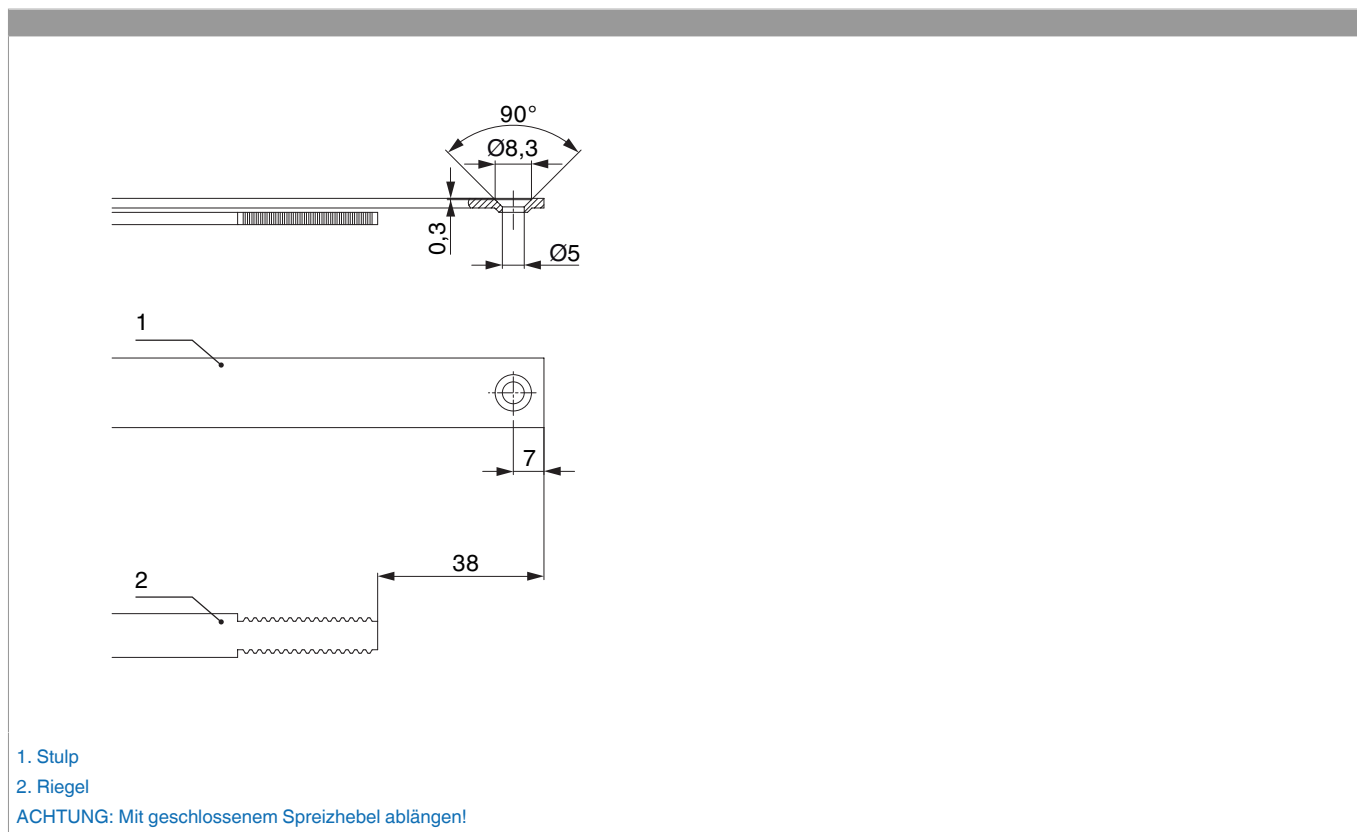 90°
Ø8,3
0,3
Ø5
1
7
38
2
1. Stulp
2. Riegel
ACHTUNG: Mit geschlossenem Spreizhebel ablängen!